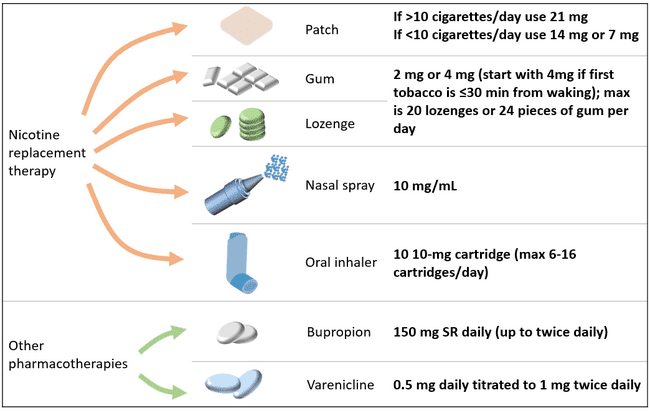 Patch
If >10 cigarettes/day use 21 mg
If <10 cigarettes/day use 14 mg or 7 mg
Gum
2 mg or 4 mg (start with 4mg if first
tobacco is ≤30 min from waking); max
is 20 lozenges or 24 pieces of gum per
day
Lozenge
Nicotine
replacement
therapy
Nasal spray
10 mg/mL
Oral inhaler
10 10-mg cartridge (max 6-16
cartridges/day)
Other
pharmacotherapies
Bupropion
150 mg SR daily (up to twice daily)
Varenicline
0.5 mg daily titrated to 1 mg twice daily